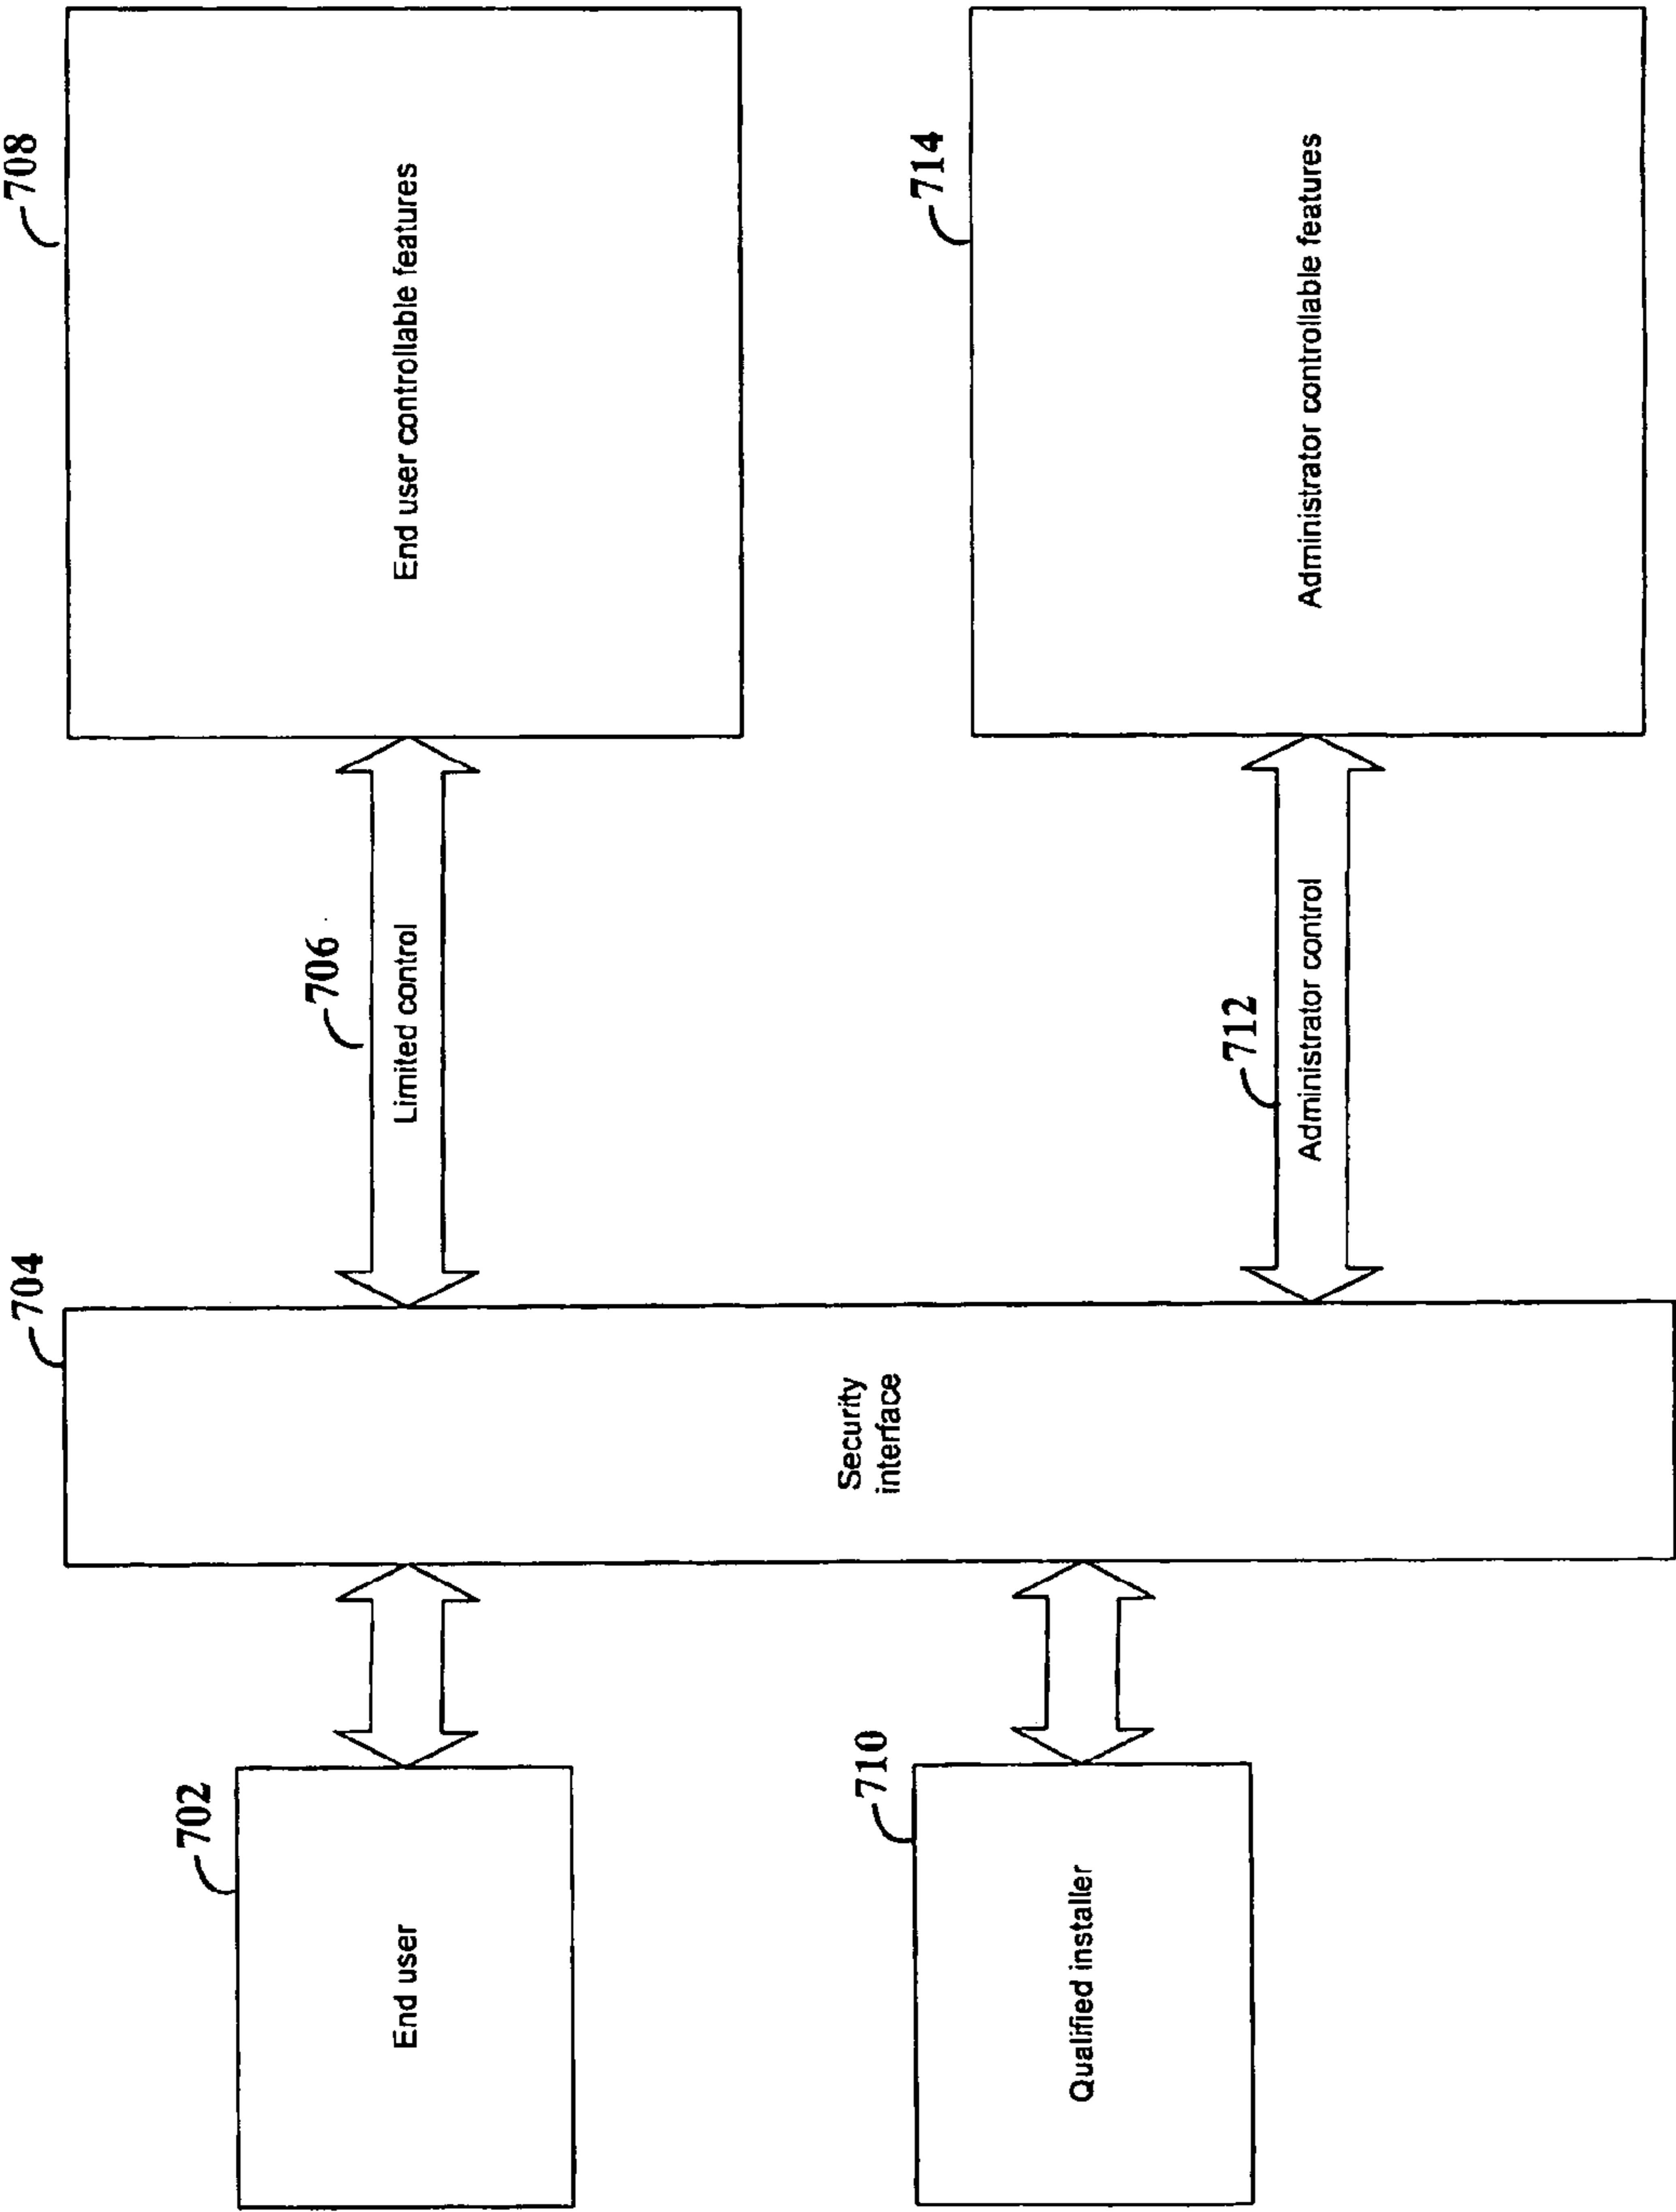 702
End user
704
Security
interface
706
Limited control
708
End user controllable features
710
Qualified installer
712
Administrator control
714
Administrator controllable features